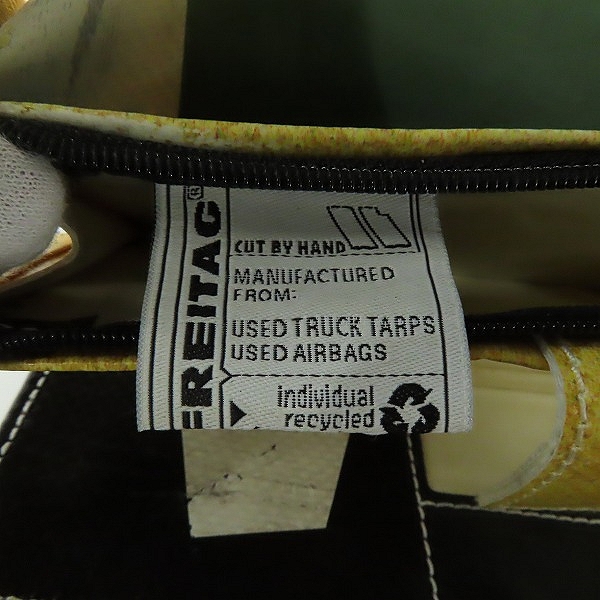 FREITAG®
CUT BY HAND
MANUFACTURED
FROM:
USED TRUCK TARPS
USED AIRBAGS
individual
recycled